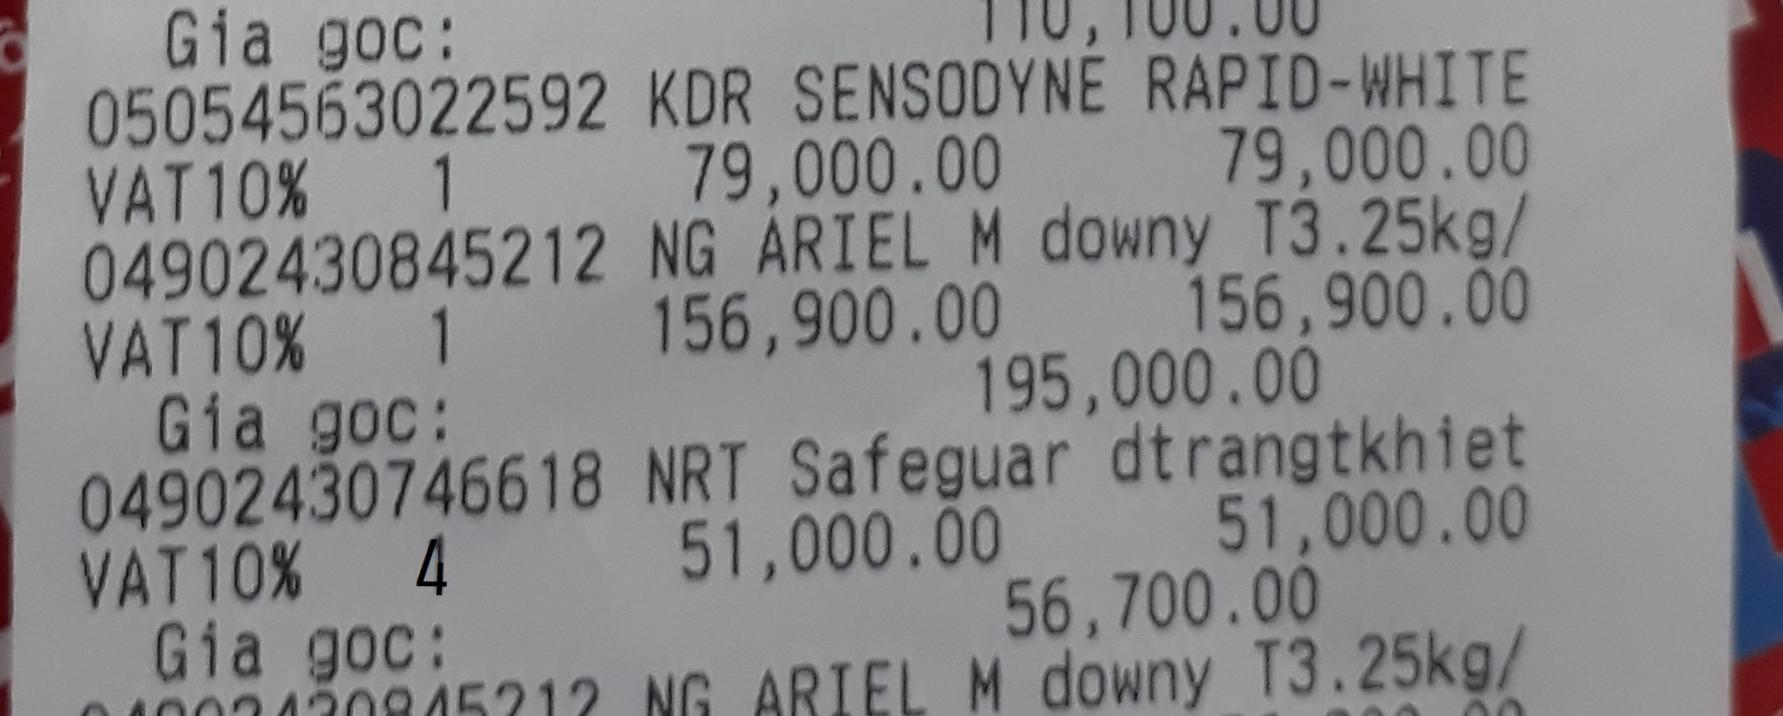 Gia goc: 110,100.00
05054563022592 KDR SENSODYNE RAPID-WHITE
VAT10% 1 79,000.00 79,000.00
04902430845212 NG ARIEL M downy T3.25kg/
VAT10% 1 156,900.00 156,900.00
Gia goc: 195,000.00
04902430746618 NRT Safeguar dtrangtkhiet
VAT10% 4 51,000.00 51,000.00
Gia goc: 56,700.00
04902430845212 NG ARIEL M downy T3.25kg/